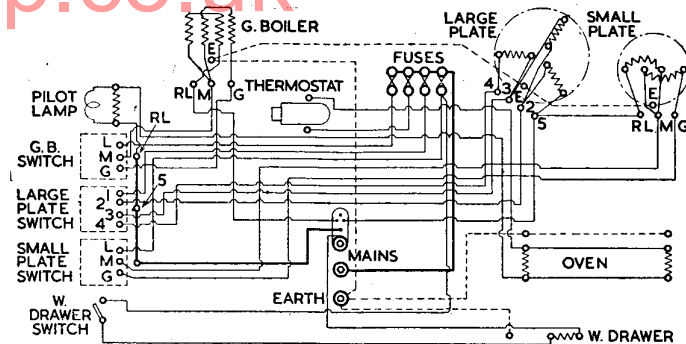 p o c k
G. BOILER
E
RL M G
LARGE
PLATE
SMALL
PLATE
FUSES
PILOT
LAMP
THERMOSTAT
4 3 E 2 5
E
RL M G
RL
G.B.
SWITCH
L
M
G
LARGE
PLATE
SWITCH
1
2
3
4
5
SMALL
PLATE
SWITCH
L
M
G
MAINS
OVEN
EARTH
W.
DRAWER
SWITCH
W. DRAWER